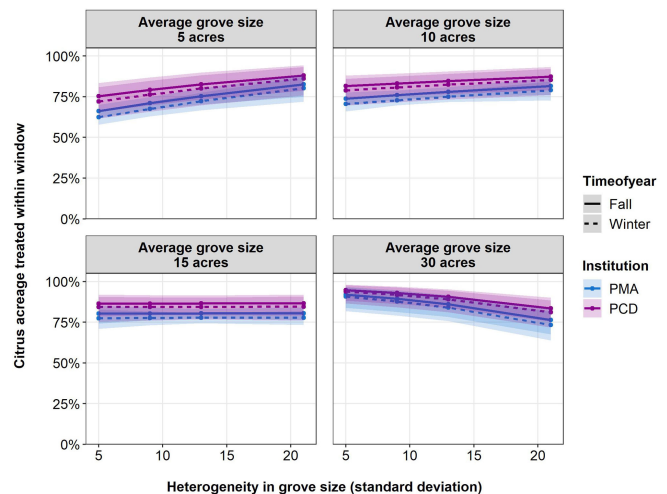 Average grove size
5 acres
Average grove size
10 acres
100%
75%
50%
25%
0%
Average grove size
15 acres
Average grove size
30 acres
100%
75%
50%
25%
0%
5
10
15
20
5
10
15
20
Citrus acreage treated within window
Heterogeneity in grove size (standard deviation)
Timeofyear
Fall
Winter
Institution
PMA
PCD